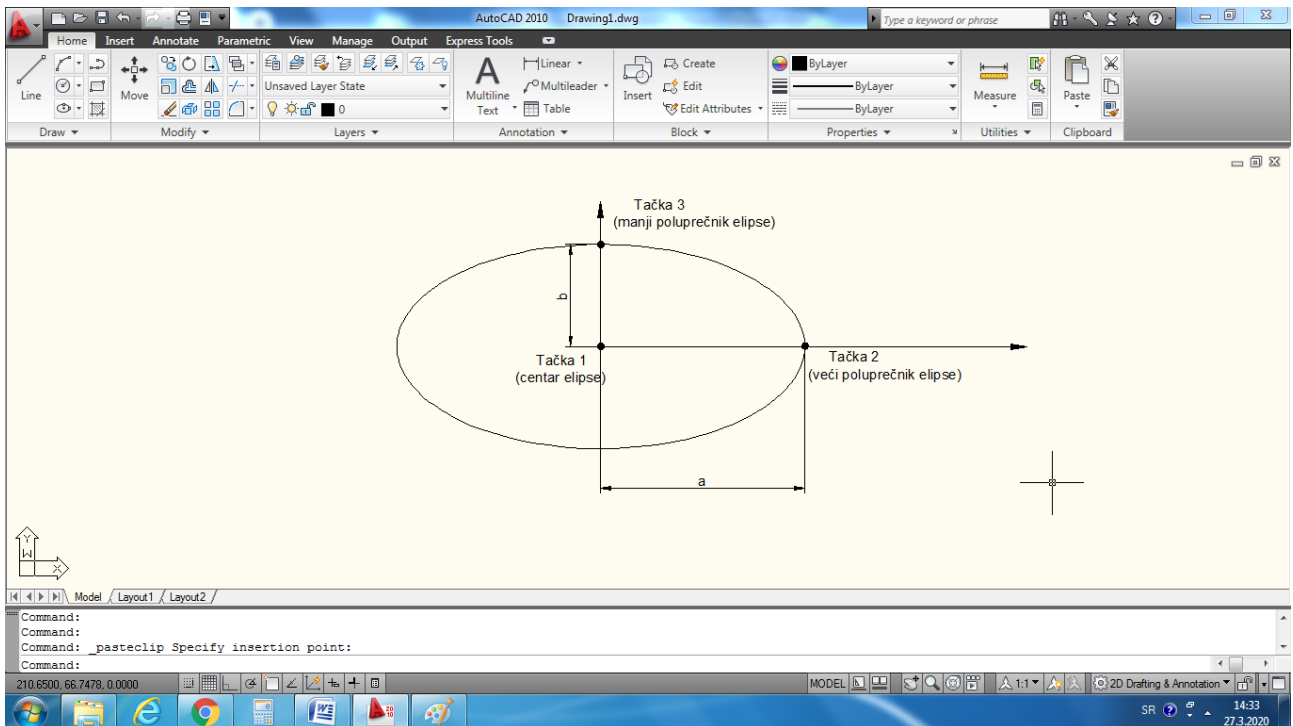 AutoCAD 2010 Drawing1.dwg
Type a keyword or phrase
Home Insert Annotate Parametric View Manage Output Express Tools
Line
Move
Unsaved Layer State
0
Multiline Text
Linear
Multileader
Table
Insert
Create
Edit
Edit Attributes
ByLayer
ByLayer
ByLayer
Measure
Paste
Draw Modify Layers Annotation Block Properties Utilities Clipboard
Tačka 3
(manji poluprečnik elipse)
b
Tačka 1
(centar elipse)
Tačka 2
(veći poluprečnik elipse)
a
Y
W
X
Model Layout1 Layout2
Command:
Command:
Command: _pasteclip Specify insertion point:
Command:
210.6500, 66.7478, 0.0000
MODEL
1:1
2D Drafting & Annotation
SR
14:33
27.3.2020